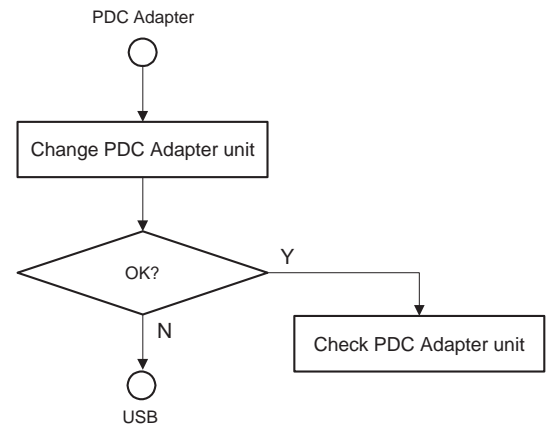 PDC Adapter
Change PDC Adapter unit
OK?
Y
N
Check PDC Adapter unit
USB